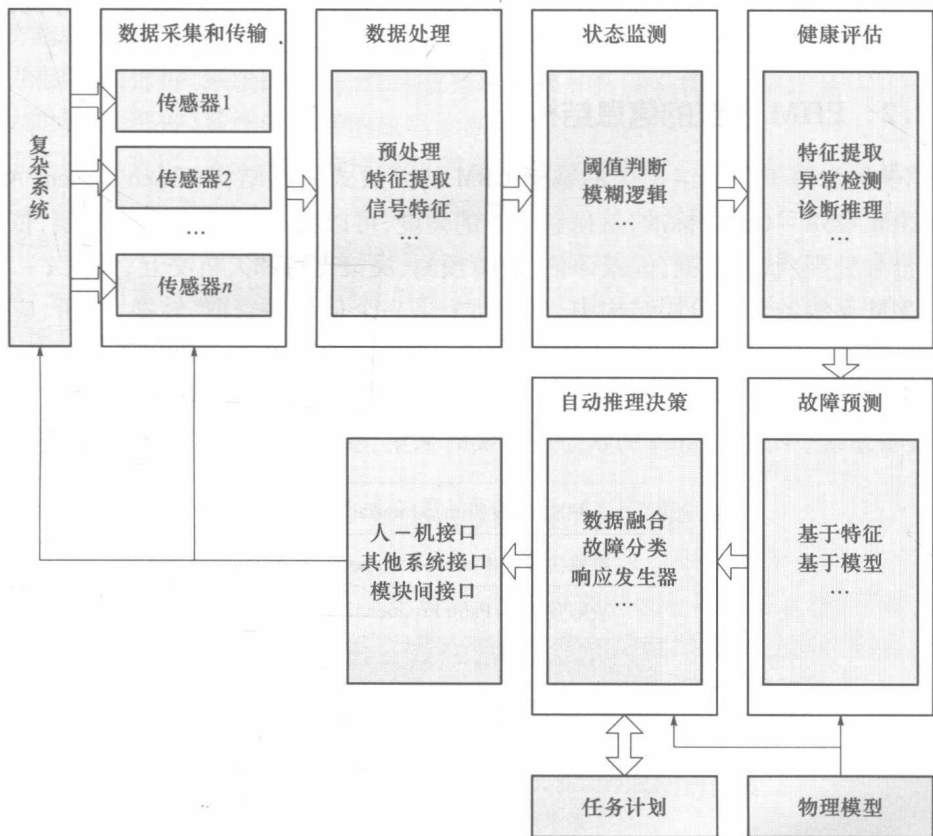 复杂系统
数据采集和传输
传感器1
传感器2
…
传感器n
数据处理
预处理
特征提取
信号特征
…
状态监测
阈值判断
模糊逻辑
…
健康评估
特征提取
异常检测
诊断推理
…
自动推理决策
数据融合
故障分类
响应发生器
…
故障预测
基于特征
基于模型
…
人－机接口
其他系统接口
模块间接口
任务计划
物理模型